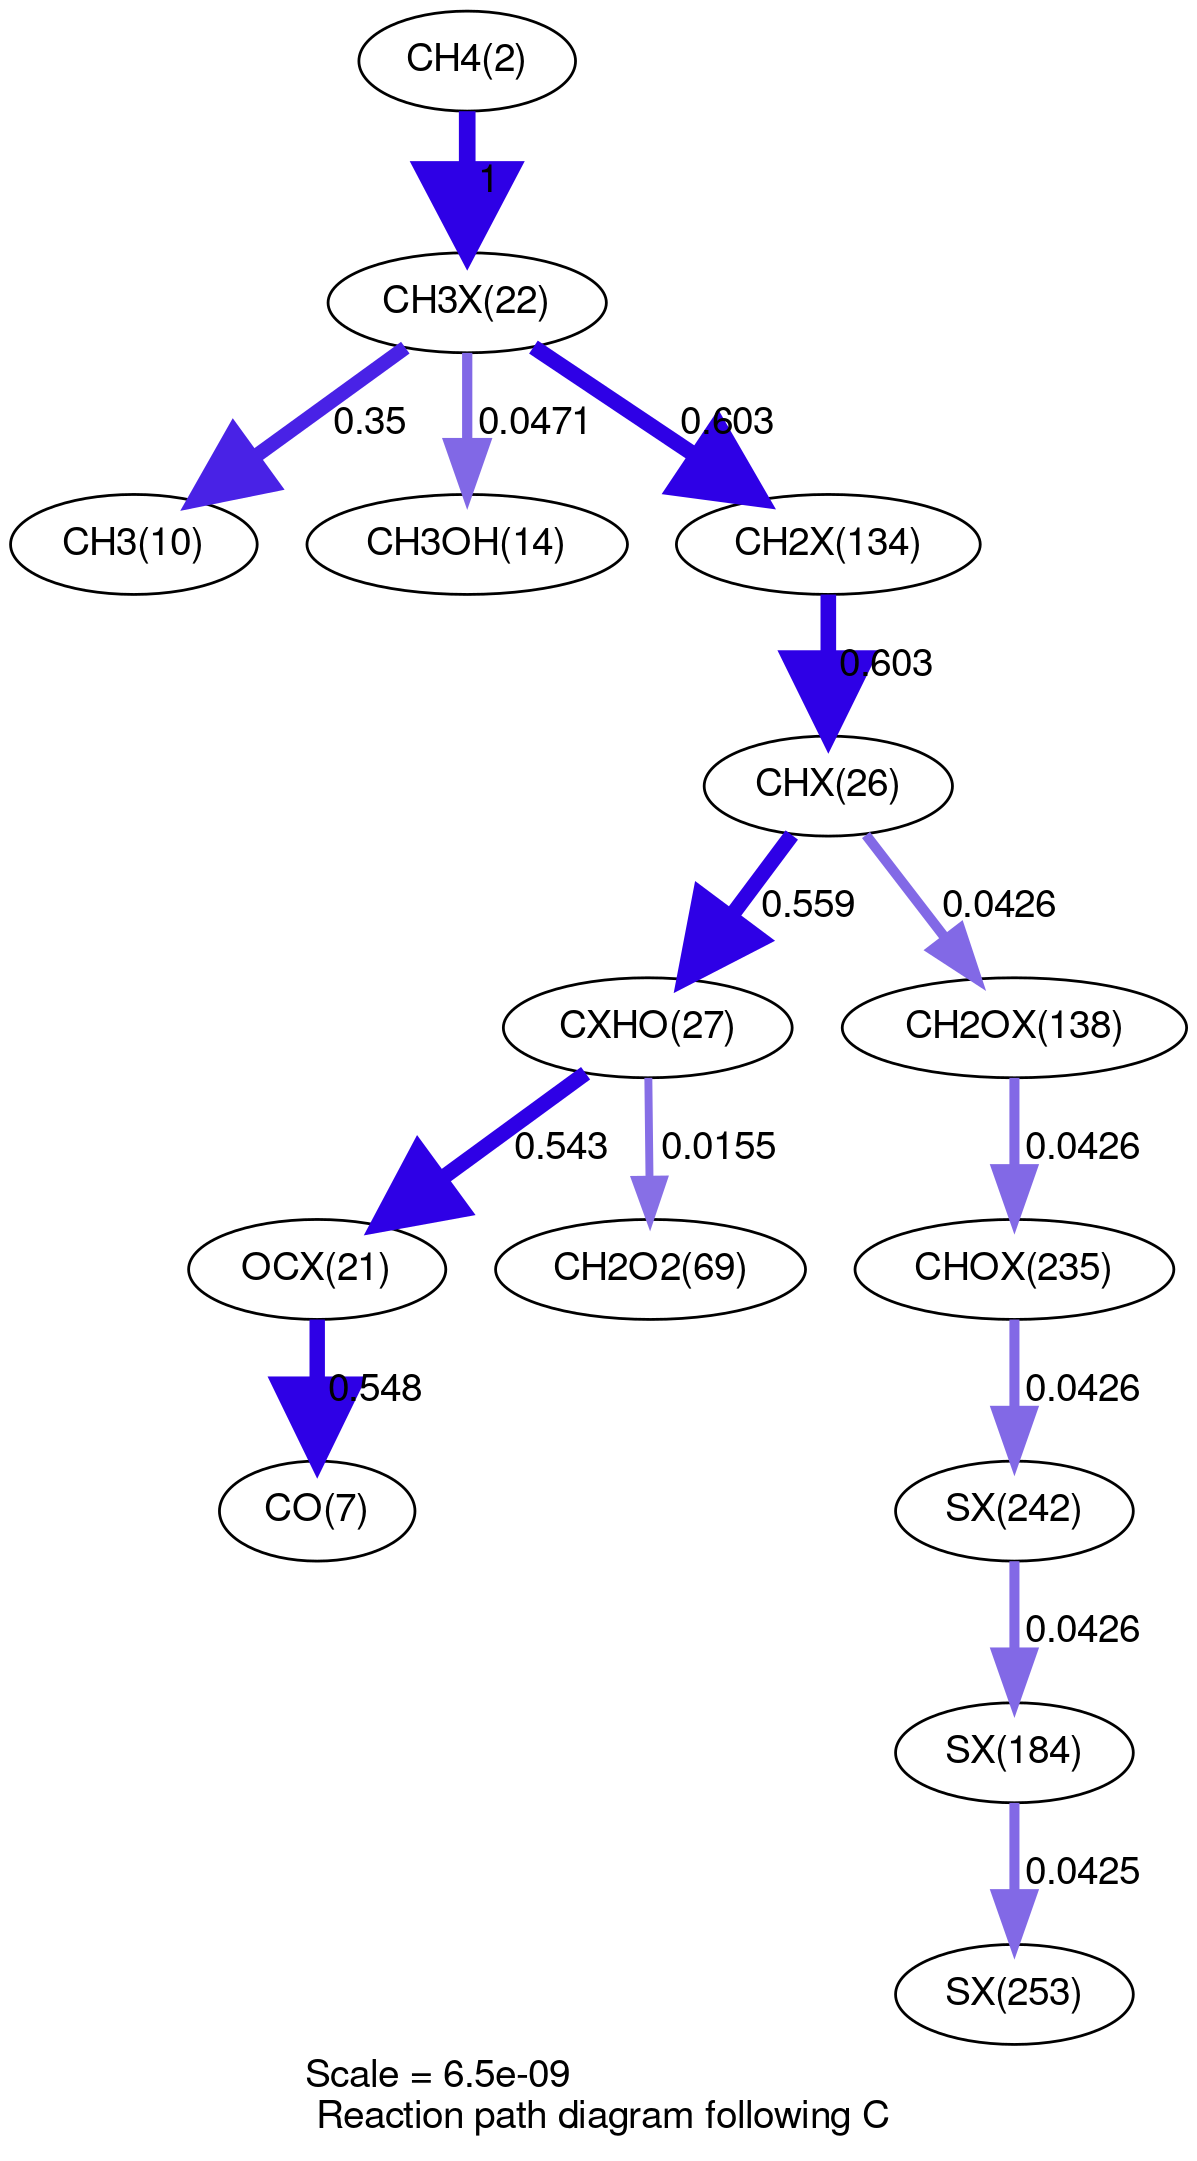 CH4(2)
1
CH3X(22)
0.35
0.0471
0.603
CH3(10)
CH3OH(14)
CH2X(134)
0.603
CHX(26)
0.559
0.0426
CXHO(27)
CH2OX(138)
0.543
0.0155
0.0426
OCX(21)
CH2O2(69)
CHOX(235)
0.548
0.0426
CO(7)
SX(242)
0.0426
SX(184)
0.0425
SX(253)
Scale = 6.5e-09
Reaction path diagram following C